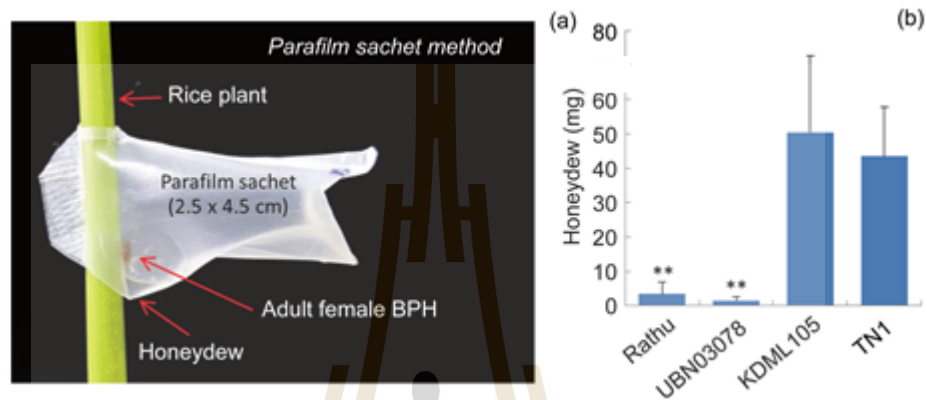 Parafilm sachet method
Rice plant
Parafilm sachet
(2.5 x 4.5 cm)
Adult female BPH
Honeydew
(a)
(b)
Honeydew (mg)
80
60
50
40
30
20
10
0
**
**
Rathu
UBN03078
KDML105
TN1